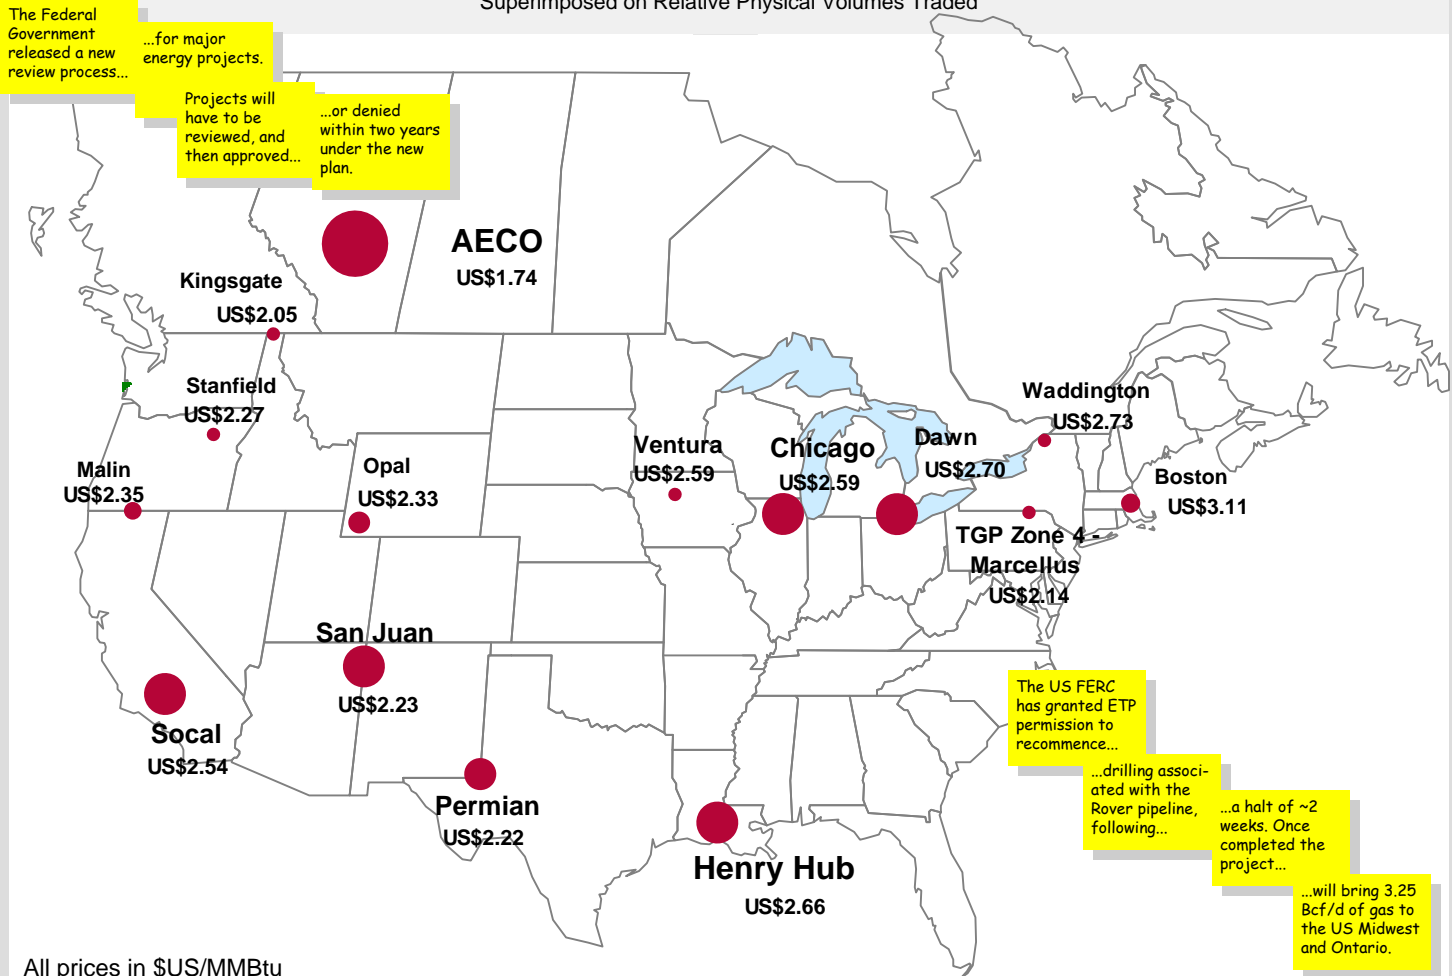 Superimposed on Relative Physical Volumes Traded
The Federal
Government
released a new
review process...
...for major
energy projects.
Projects will
have to be
reviewed, and
then approved...
...or denied
within two years
under the new
plan.
AECO
US$1.74
Kingsgate
US$2.05
Stanfield
US$2.27
Malin
US$2.35
Opal
US$2.33
Ventura
US$2.59
Chicago
US$2.59
Dawn
US$2.70
Waddington
US$2.73
Boston
US$3.11
TGP Zone 4 -
Marcellus
US$2.14
San Juan
US$2.23
Socal
US$2.54
Permian
US$2.22
Henry Hub
US$2.66
The US FERC
has granted ETP
permission to
recommence...
...drilling associ-
ated with the
Rover pipeline,
following...
...a halt of ~2
weeks. Once
completed the
project...
...will bring 3.25
Bcf/d of gas to
the US Midwest
and Ontario.
All prices in $US/MMBtu